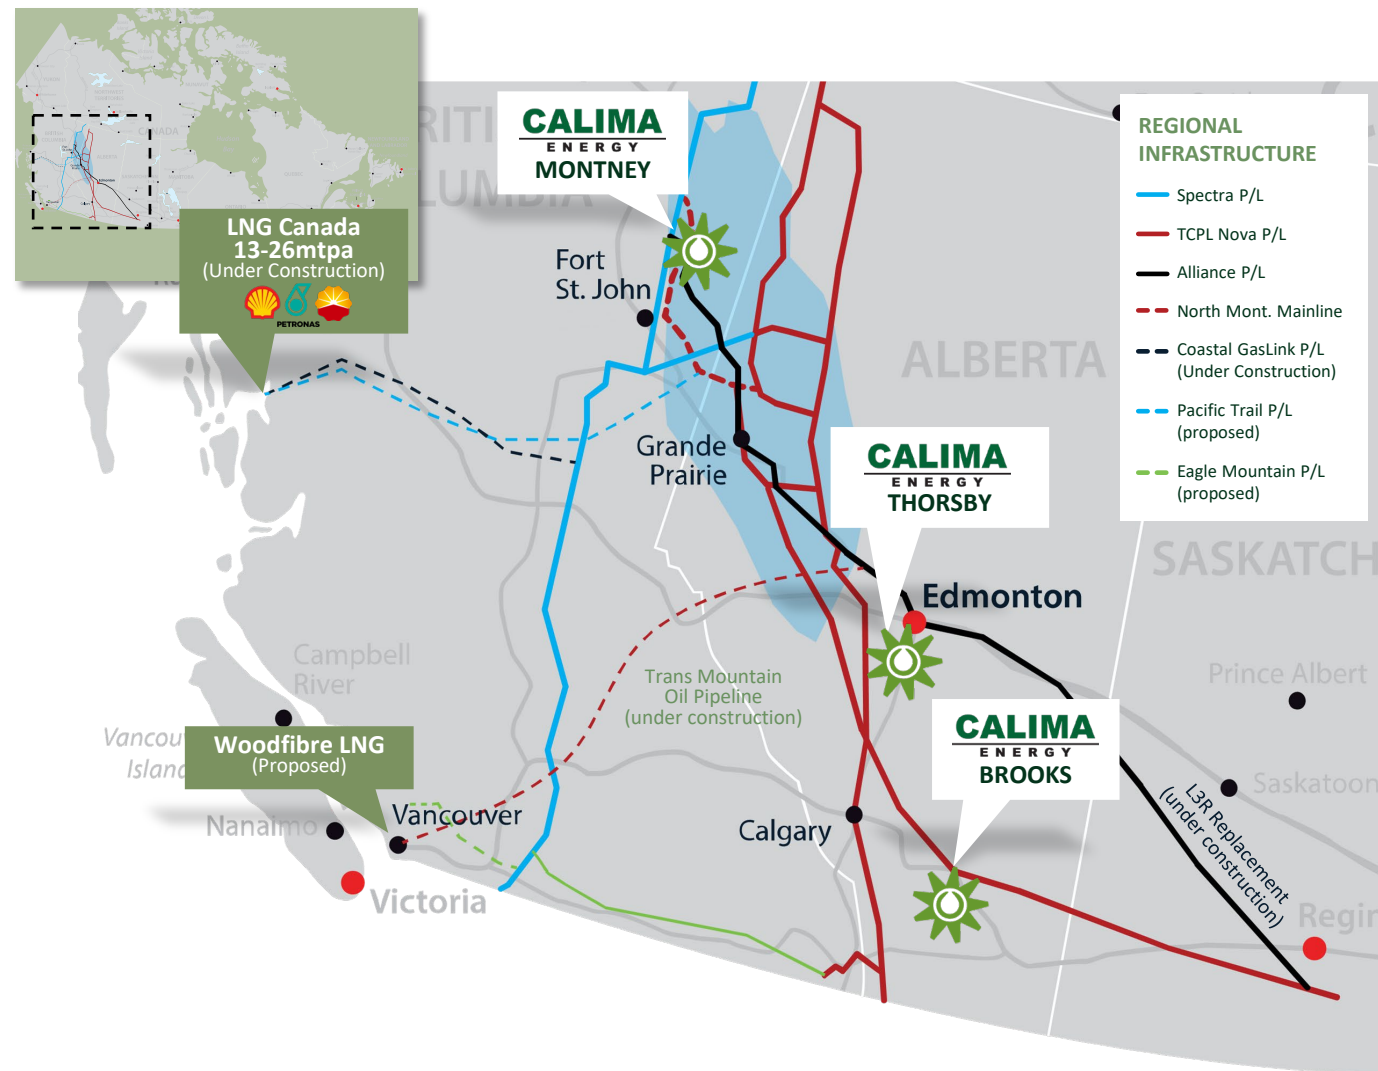 CANADA
BRITI
COLUMBIA
CALIMA
ENERGY
MONTNEY
REGIONAL
INFRASTRUCTURE
Spectra P/L
TCPL Nova P/L
Alliance P/L
North Mont. Mainline
Coastal GasLink P/L
(Under Construction)
Pacific Trail P/L
(proposed)
Eagle Mountain P/L
(proposed)
LNG Canada
13-26mtpa
(Under Construction)
PETRONAS
Fort
St. John
ALBERTA
Grande
Prairie
CALIMA
ENERGY
THORSBY
SASKATCH
Edmonton
Campbell
River
Trans Mountain
Oil Pipeline
(under construction)
Prince Albert
CALIMA
ENERGY
BROOKS
Vancou
Island
Woodfibre LNG
(Proposed)
Saskatoon
L3R Replacement
(under construction)
Nanaimo
Vancouver
Calgary
Victoria
Regin